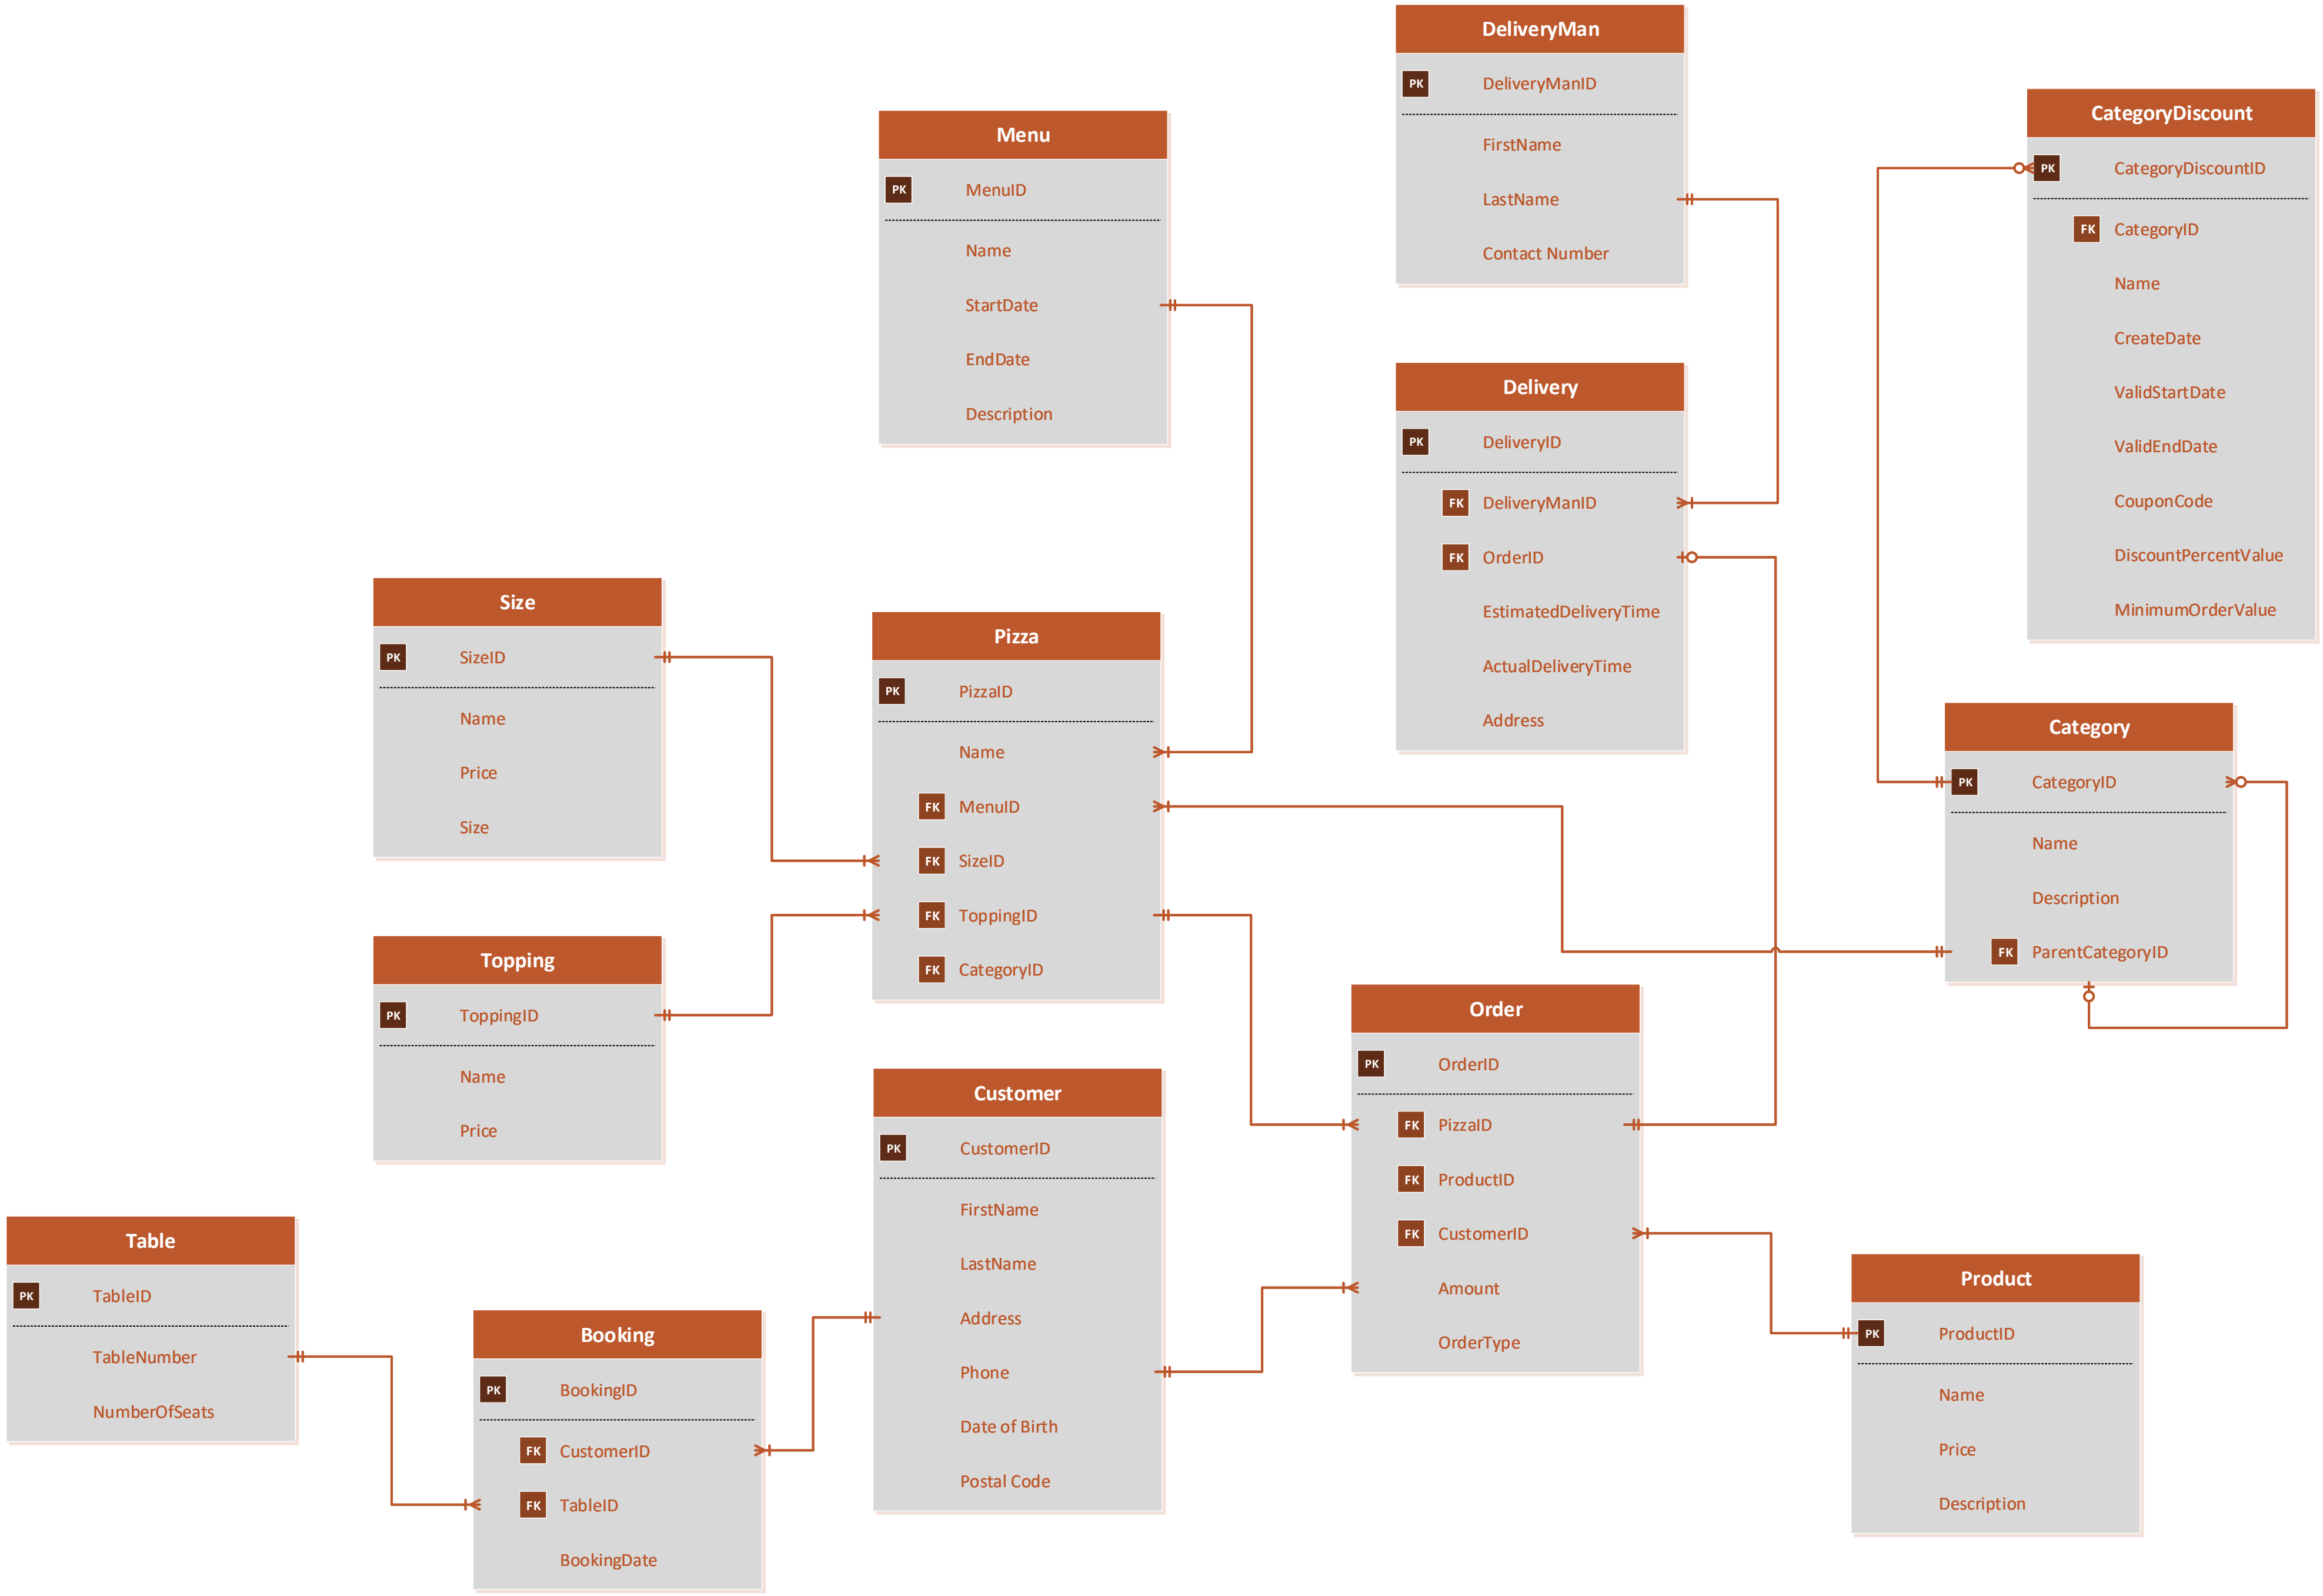 DeliveryMan
PK DeliveryManID
FirstName
LastName
Contact Number
CategoryDiscount
PK CategoryDiscountID
FK CategoryID
Name
CreateDate
ValidStartDate
ValidEndDate
CouponCode
DiscountPercentValue
MinimumOrderValue
Menu
PK MenuID
Name
StartDate
EndDate
Description
Delivery
PK DeliveryID
FK DeliveryManID
FK OrderID
EstimatedDeliveryTime
ActualDeliveryTime
Address
Size
PK SizeID
Name
Price
Size
Pizza
PK PizzaID
Name
FK MenuID
FK SizeID
FK ToppingID
FK CategoryID
Category
PK CategoryID
Name
Description
FK ParentCategoryID
Topping
PK ToppingID
Name
Price
Order
PK OrderID
FK PizzaID
FK ProductID
FK CustomerID
Amount
OrderType
Customer
PK CustomerID
FirstName
LastName
Address
Phone
Date of Birth
Postal Code
Table
PK TableID
TableNumber
NumberOfSeats
Booking
PK BookingID
FK CustomerID
FK TableID
BookingDate
Product
PK ProductID
Name
Price
Description